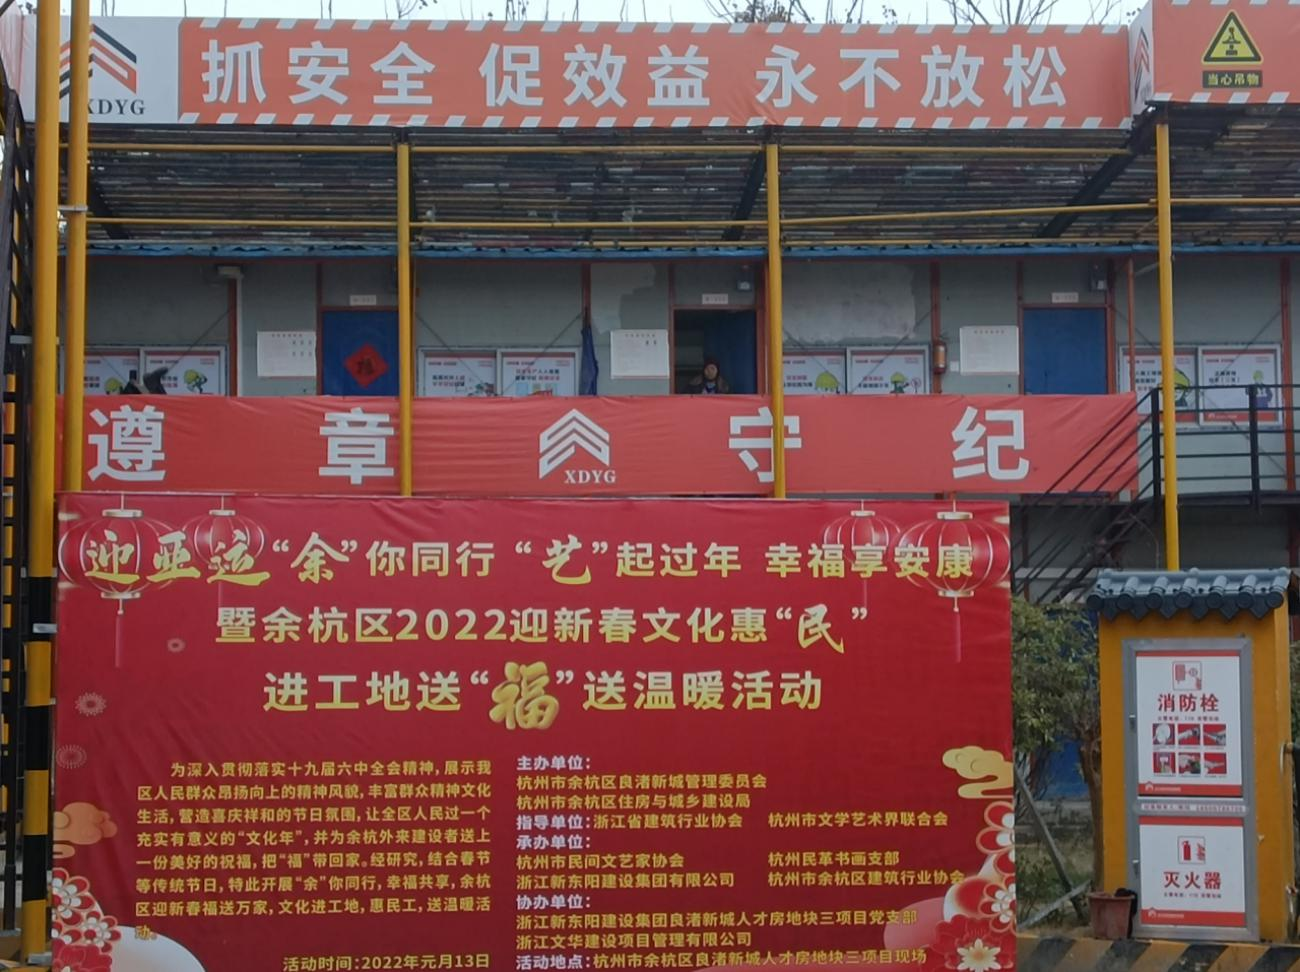 XDYG
抓安全 促效益 永不放松
当心吊物
遵章 守纪
XDYG
迎亚运“余”你同行 “艺”起过年 幸福享安康
暨余杭区2022迎新春文化惠“民”
进工地送“福”送温暖活动
为深入贯彻落实十九届六中全会精神，展示我
区人民群众昂扬向上的精神风貌，丰富群众精神文化
生活，营造喜庆祥和的节日氛围，让全区人民过一个
充实有意义的“文化年”，并为余杭外来建设者送上
一份美好的祝福，把“福”带回家。经研究，结合春节
等传统节日，特此开展“余”你同行，幸福共享，余杭
区迎新春福送万家，文化进工地，惠民工，送温暖活
动。
活动时间：2022年元月13日
主办单位：
杭州市余杭区良渚新城管理委员会
杭州市余杭区住房与城乡建设局
指导单位：浙江省建筑行业协会 杭州市文学艺术界联合会
承办单位：
杭州市民间文艺家协会 杭州民革书画支部
浙江新东阳建设集团有限公司 杭州市余杭区建筑行业协会
协办单位：
浙江新东阳建设集团良渚新城人才房地块三项目党支部
浙江文华建设项目管理有限公司
活动地点：杭州市余杭区良渚新城人才房地块三项目现场
消防栓
灭火器
福